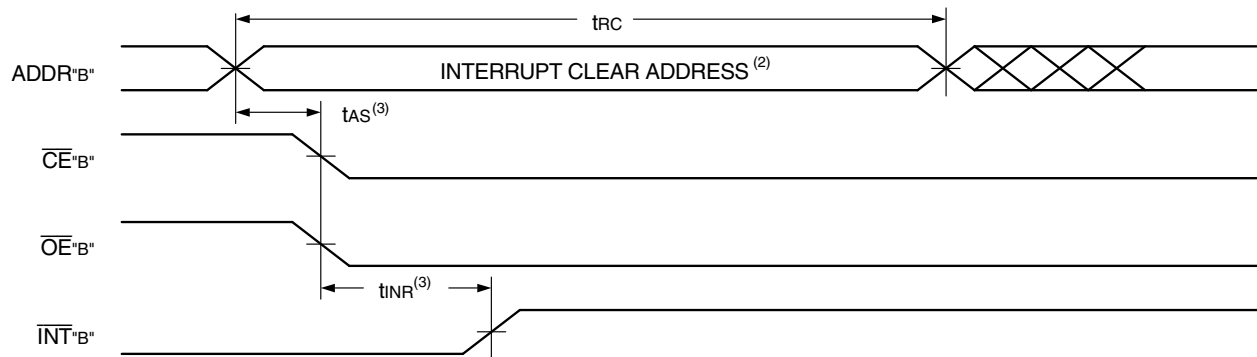 tRC
ADDR"B"
INTERRUPT CLEAR ADDRESS (2)
tAS(3)
CE"B"
OE"B"
tINR(3)
INT"B"